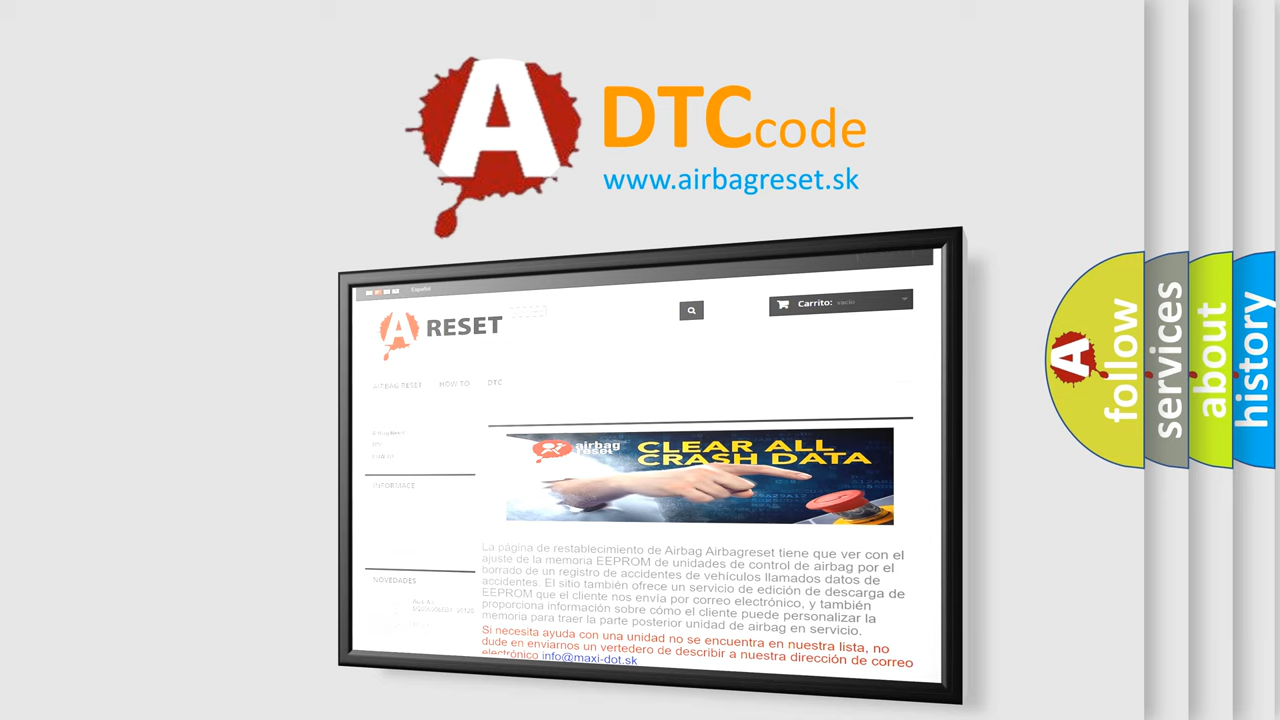 A DTC code
www.airbagreset.sk
Español
A RESET
Carrito: vacío
AIRBAG RESET HOW TO DTC
INFORMACE
NOVEDADES
airbag
reset
CLEAR ALL
CRASH DATA
La página de restablecimiento de Airbag Airbagreset tiene que ver con el
ajuste de la memoria EEPROM de unidades de control de airbag por el
borrado de un registro de accidentes de vehículos llamados datos de
accidentes. El sitio también ofrece un servicio de edición de descarga de
EEPROM que el cliente nos envía por correo electrónico, y también
proporciona información sobre cómo el cliente puede personalizar la
memoria para traer la parte posterior unidad de airbag en servicio.
Si necesita ayuda con una unidad no se encuentra en nuestra lista, no
dude en enviarnos un vertedero de describir a nuestra dirección de correo
electrónico info@maxi-dot.sk
A
follow
services
about
history